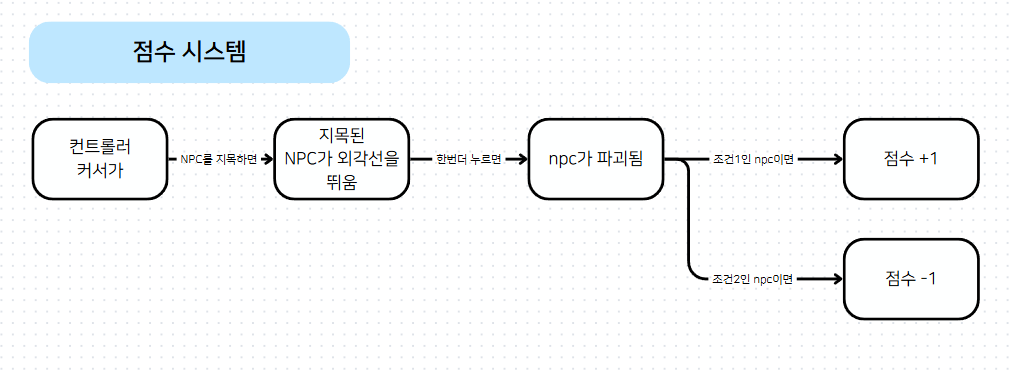 점수 시스템
컨트롤러
커서가
NPC를 지목하면
지목된
NPC가 외각선을
뛰움
한번더 누르면
npc가 파괴됨
조건1인 npc이면
점수 +1
조건2인 npc이면
점수 -1